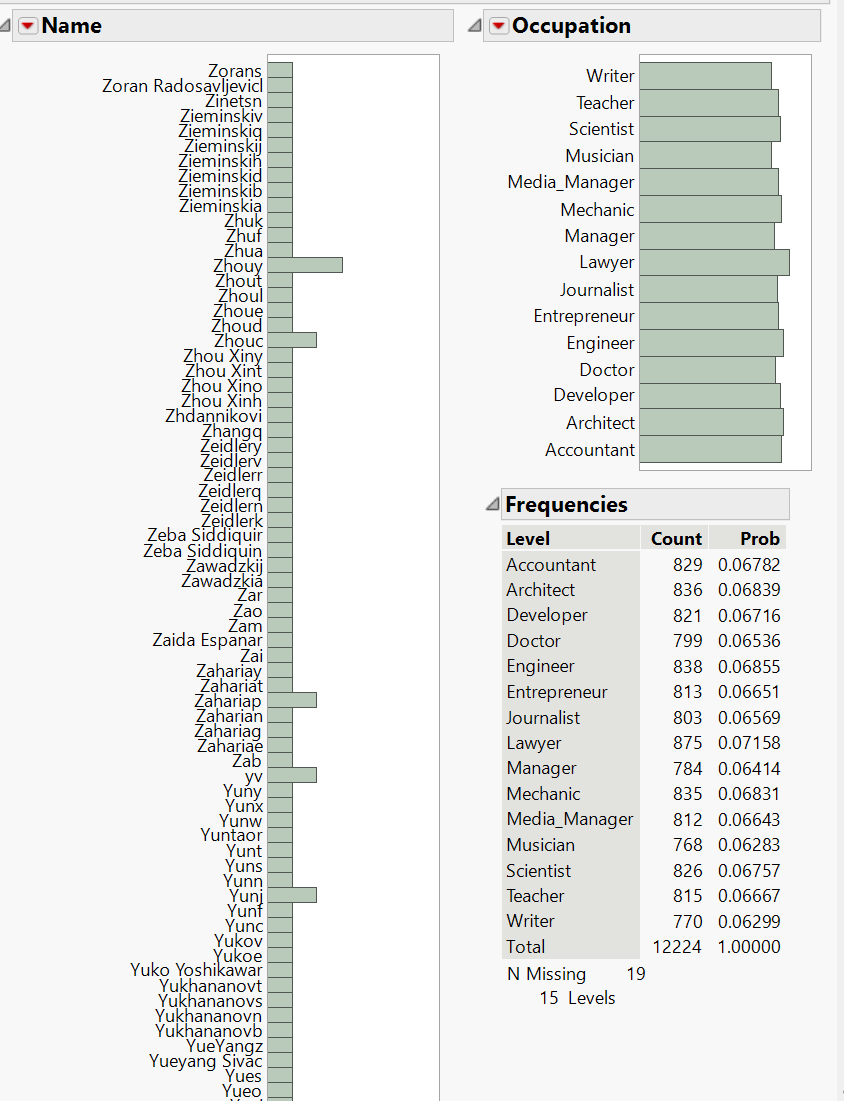 Name
Zorans
Zoran Radosavljevicl
Zinetsn
Zieminskiv
Zieminskiq
Zieminskij
Zieminskih
Zieminskid
Zieminskib
Zieminskia
Zhuk
Zhuf
Zhua
Zhouy
Zhout
Zhoul
Zhoue
Zhoud
Zhouc
Zhou Xiny
Zhou Xint
Zhou Xino
Zhou Xinh
Zhdannikovi
Zhangq
Zeidlery
Zeidlerv
Zeidlerr
Zeidlerq
Zeidlern
Zeidlerk
Zeba Siddiquir
Zeba Siddiquin
Zawadzkij
Zawadzkia
Zar
Zao
Zam
Zaida Espanar
Zai
Zahariay
Zahariat
Zahariap
Zaharian
Zahariag
Zahariae
Zab
yv
Yuny
Yunx
Yunw
Yuntaor
Yunt
Yuns
Yunn
Yunj
Yunf
Yunc
Yukov
Yukoe
Yuko Yoshikawar
Yukhananovt
Yukhananovs
Yukhananovn
Yukhananovb
YueYangz
Yueyang Sivac
Yues
Yueo
Occupation
Writer
Teacher
Scientist
Musician
Media_Manager
Mechanic
Manager
Lawyer
Journalist
Entrepreneur
Engineer
Doctor
Developer
Architect
Accountant
Frequencies
Level Count Prob
Accountant 829 0.06782
Architect 836 0.06839
Developer 821 0.06716
Doctor 799 0.06536
Engineer 838 0.06855
Entrepreneur 813 0.06651
Journalist 803 0.06569
Lawyer 875 0.07158
Manager 784 0.06414
Mechanic 835 0.06831
Media_Manager 812 0.06643
Musician 768 0.06283
Scientist 826 0.06757
Teacher 815 0.06667
Writer 770 0.06299
Total 12224 1.00000
N Missing 19
15 Levels